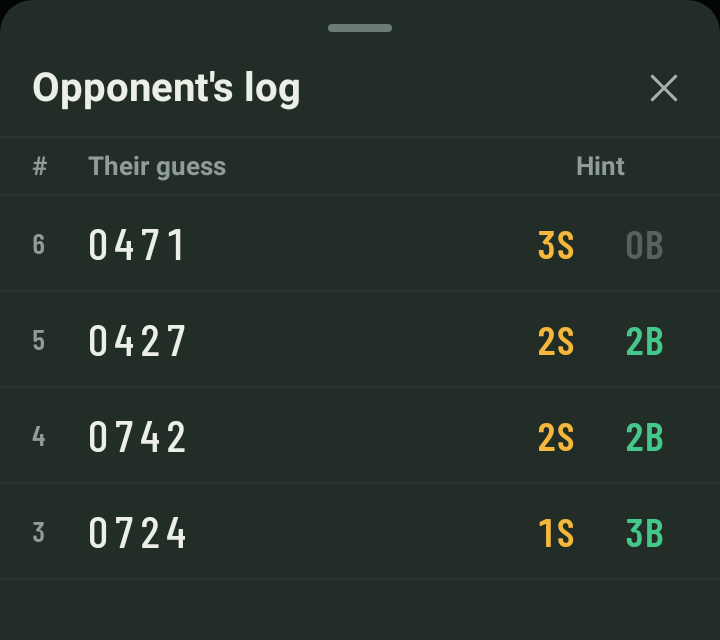 Opponent's log
# Their guess Hint
6 0471 3S 0B
5 0427 2S 2B
4 0742 2S 2B
3 0724 1S 3B